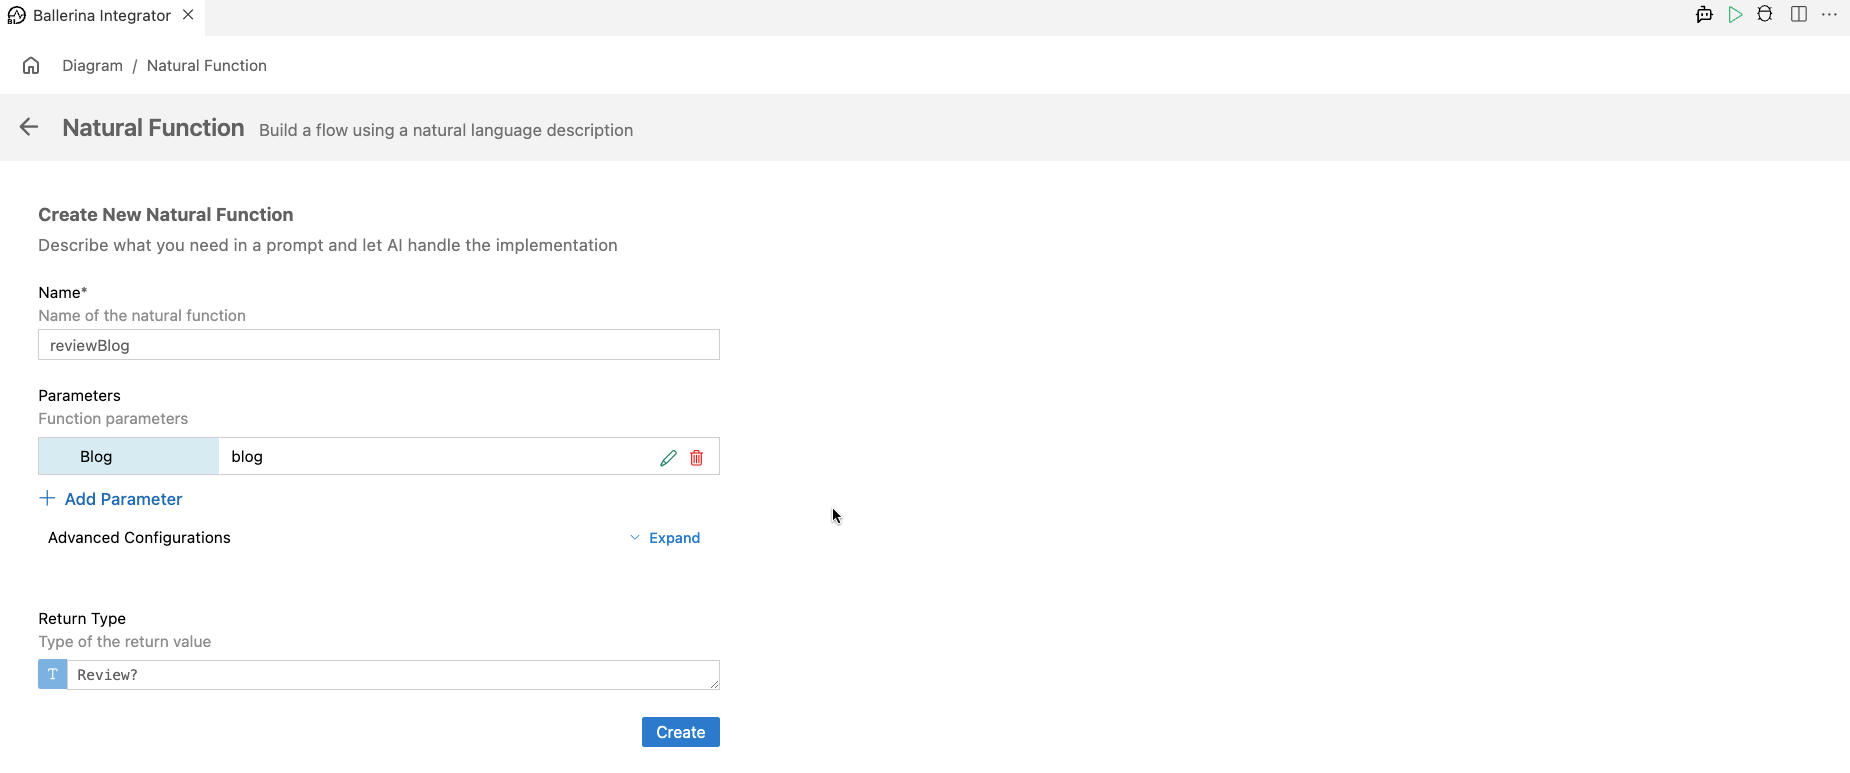 Ballerina Integrator
Diagram / Natural Function
Natural Function Build a flow using a natural language description
Create New Natural Function
Describe what you need in a prompt and let AI handle the implementation
Name*
Name of the natural function
reviewBlog
Parameters
Function parameters
Blog blog
Add Parameter
Advanced Configurations Expand
Return Type
Type of the return value
T Review?
Create